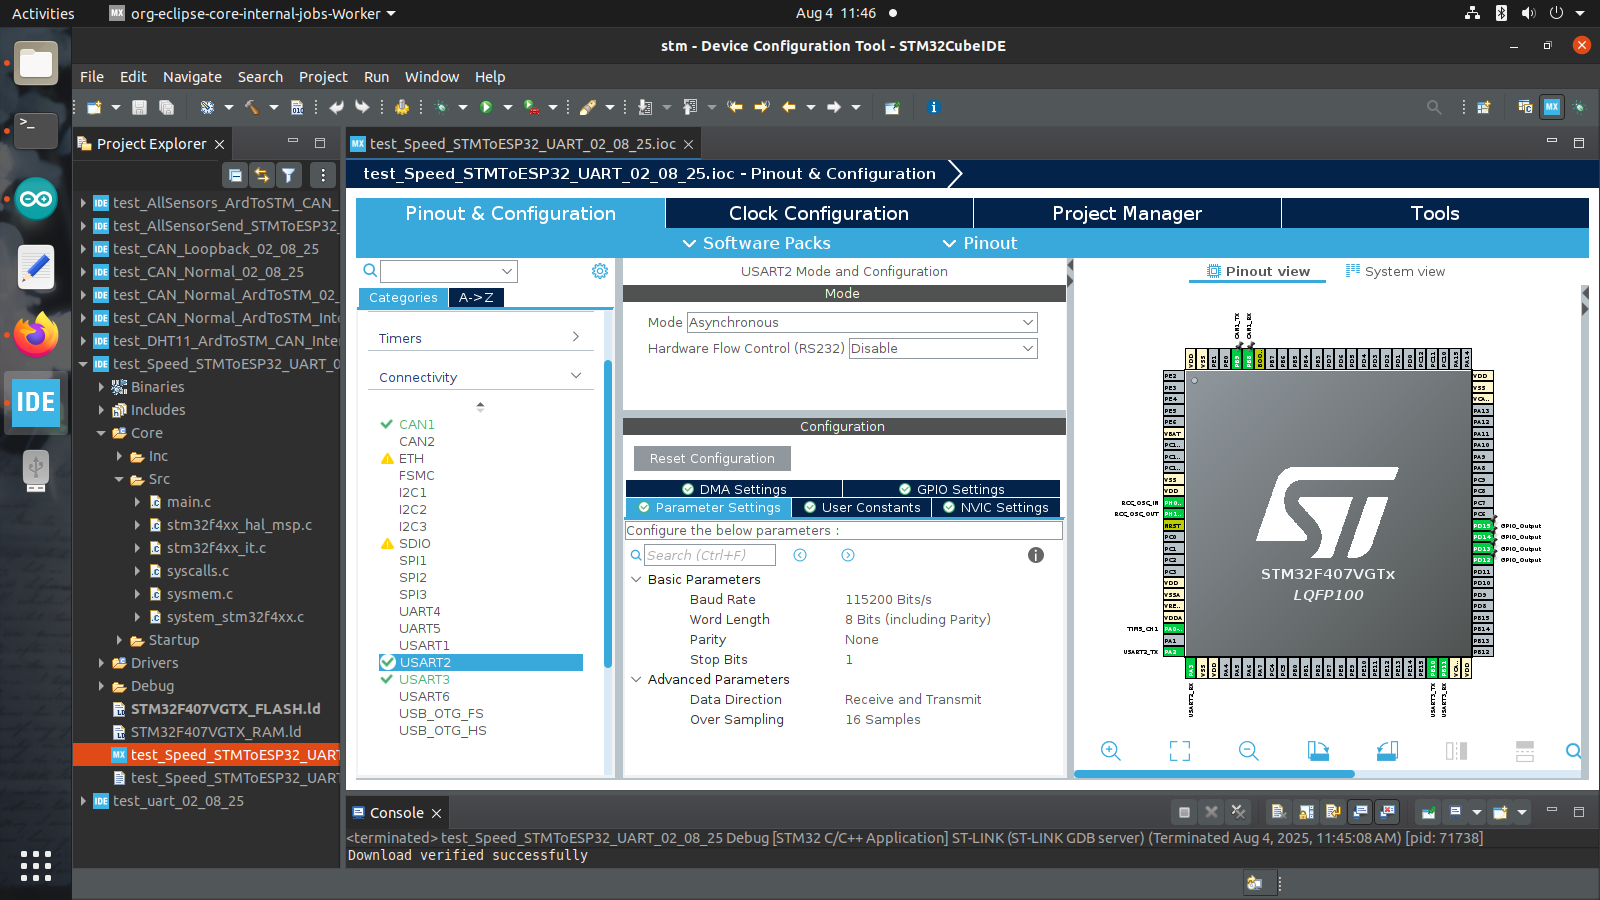 Activities
org-eclipse-core-internal-jobs-Worker
Aug 4 11:46
stm - Device Configuration Tool - STM32CubeIDE
File Edit Navigate Search Project Run Window Help
Project Explorer
test_AllSensors_ArdToSTM_CAN_
test_AllSensorSend_STMToESP32_
test_CAN_Loopback_02_08_25
test_CAN_Normal_02_08_25
test_CAN_Normal_ArdToSTM_02_
test_CAN_Normal_ArdToSTM_Inte
test_DHT11_ArdToSTM_CAN_Inter
test_Speed_STMToESP32_UART_0
Binaries
Includes
Core
Inc
Src
main.c
stm32f4xx_hal_msp.c
stm32f4xx_it.c
syscalls.c
sysmem.c
system_stm32f4xx.c
Startup
Drivers
Debug
STM32F407VGTX_FLASH.ld
STM32F407VGTX_RAM.ld
test_Speed_STMToESP32_UART
test_Speed_STMToESP32_UART
test_uart_02_08_25
test_Speed_STMToESP32_UART_02_08_25.ioc
test_Speed_STMToESP32_UART_02_08_25.ioc - Pinout & Configuration
Pinout & Configuration
Clock Configuration
Project Manager
Tools
Software Packs
Pinout
Categories
A->Z
Timers
Connectivity
CAN1
CAN2
ETH
FSMC
I2C1
I2C2
I2C3
SDIO
SPI1
SPI2
SPI3
UART4
UART5
USART1
USART2
USART3
USART6
USB_OTG_FS
USB_OTG_HS
USART2 Mode and Configuration
Mode
Mode Asynchronous
Hardware Flow Control (RS232) Disable
Configuration
Reset Configuration
DMA Settings
GPIO Settings
Parameter Settings
User Constants
NVIC Settings
Configure the below parameters :
Search (Ctrl+F)
Basic Parameters
Baud Rate 115200 Bits/s
Word Length 8 Bits (including Parity)
Parity None
Stop Bits 1
Advanced Parameters
Data Direction Receive and Transmit
Over Sampling 16 Samples
Pinout view
System view
CAN1_TX
CAN1_RX
RCC_OSC_IN
RCC_OSC_OUT
USART2_TX
GPIO_Output
GPIO_Output
GPIO_Output
GPIO_Output
STM32F407VGTx
LQFP100
USART2_RX
USART3_TX
USART3_RX
Console
<terminated> test_Speed_STMToESP32_UART_02_08_25 Debug [STM32 C/C++ Application] ST-LINK (ST-LINK GDB server) (Terminated Aug 4, 2025, 11:45:08 AM) [pid: 71738]
Download verified successfully
IDE